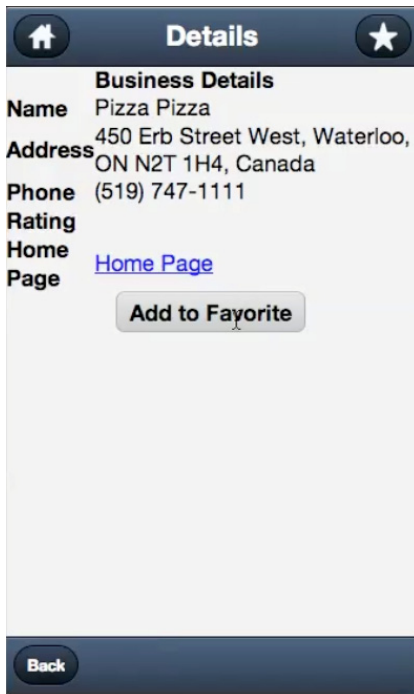 Details
Business Details
Name Pizza Pizza
Address 450 Erb Street West, Waterloo,
ON N2T 1H4, Canada
Phone (519) 747-1111
Rating
Home
Page Home Page
Add to Favorite
Back